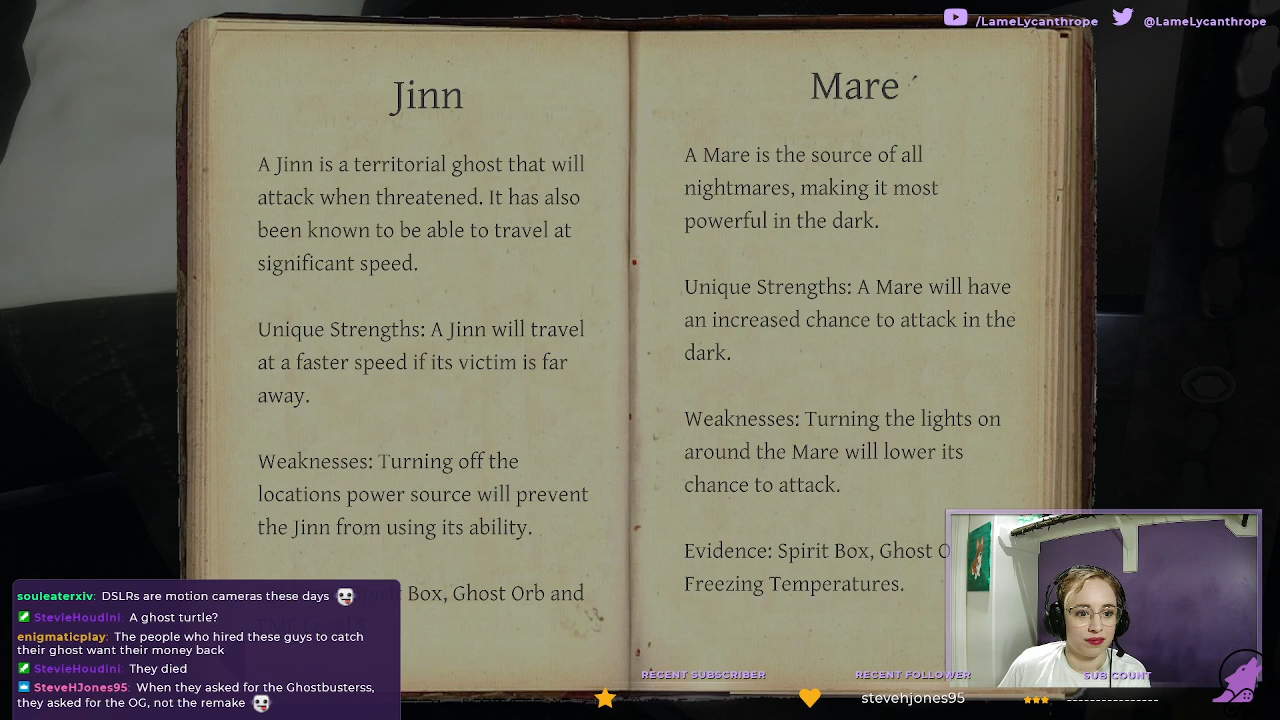 /LameLycanthrope
@LameLycanthrope
Jinn
A Jinn is a territorial ghost that will
attack when threatened. It has also
been known to be able to travel at
significant speed.
Unique Strengths: A Jinn will travel
at a faster speed if its victim is far
away.
Weaknesses: Turning off the
locations power source will prevent
the Jinn from using its ability.
Spirit Box, Ghost Orb and
Mare
A Mare is the source of all
nightmares, making it most
powerful in the dark.
Unique Strengths: A Mare will have
an increased chance to attack in the
dark.
Weaknesses: Turning the lights on
around the Mare will lower its
chance to attack.
Evidence: Spirit Box, Ghost O
Freezing Temperatures.
souleaterxiv: DSLRs are motion cameras these days
StevieHoudini: A ghost turtle?
enigmaticplay: The people who hired these guys to catch
their ghost want their money back
StevieHoudini: They died
SteveHJones95: When they asked for the Ghostbusterss,
they asked for the OG, not the remake
RECENT SUBSCRIBER
RECENT FOLLOWER
stevehjones95
SUB COUNT